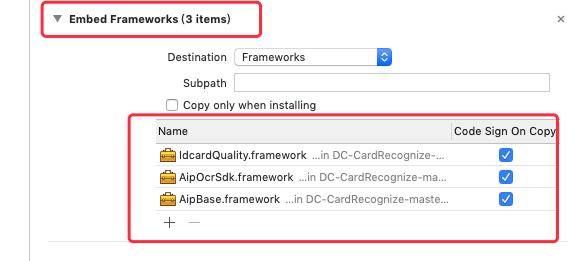 Embed Frameworks (3 items)
Destination Frameworks
Subpath
Copy only when installing
Name Code Sign On Copy
IdcardQuality.framework ...in DC-CardRecognize-...
AipOcrSdk.framework ...in DC-CardRecognize-ma...
AipBase.framework ...in DC-CardRecognize-maste...